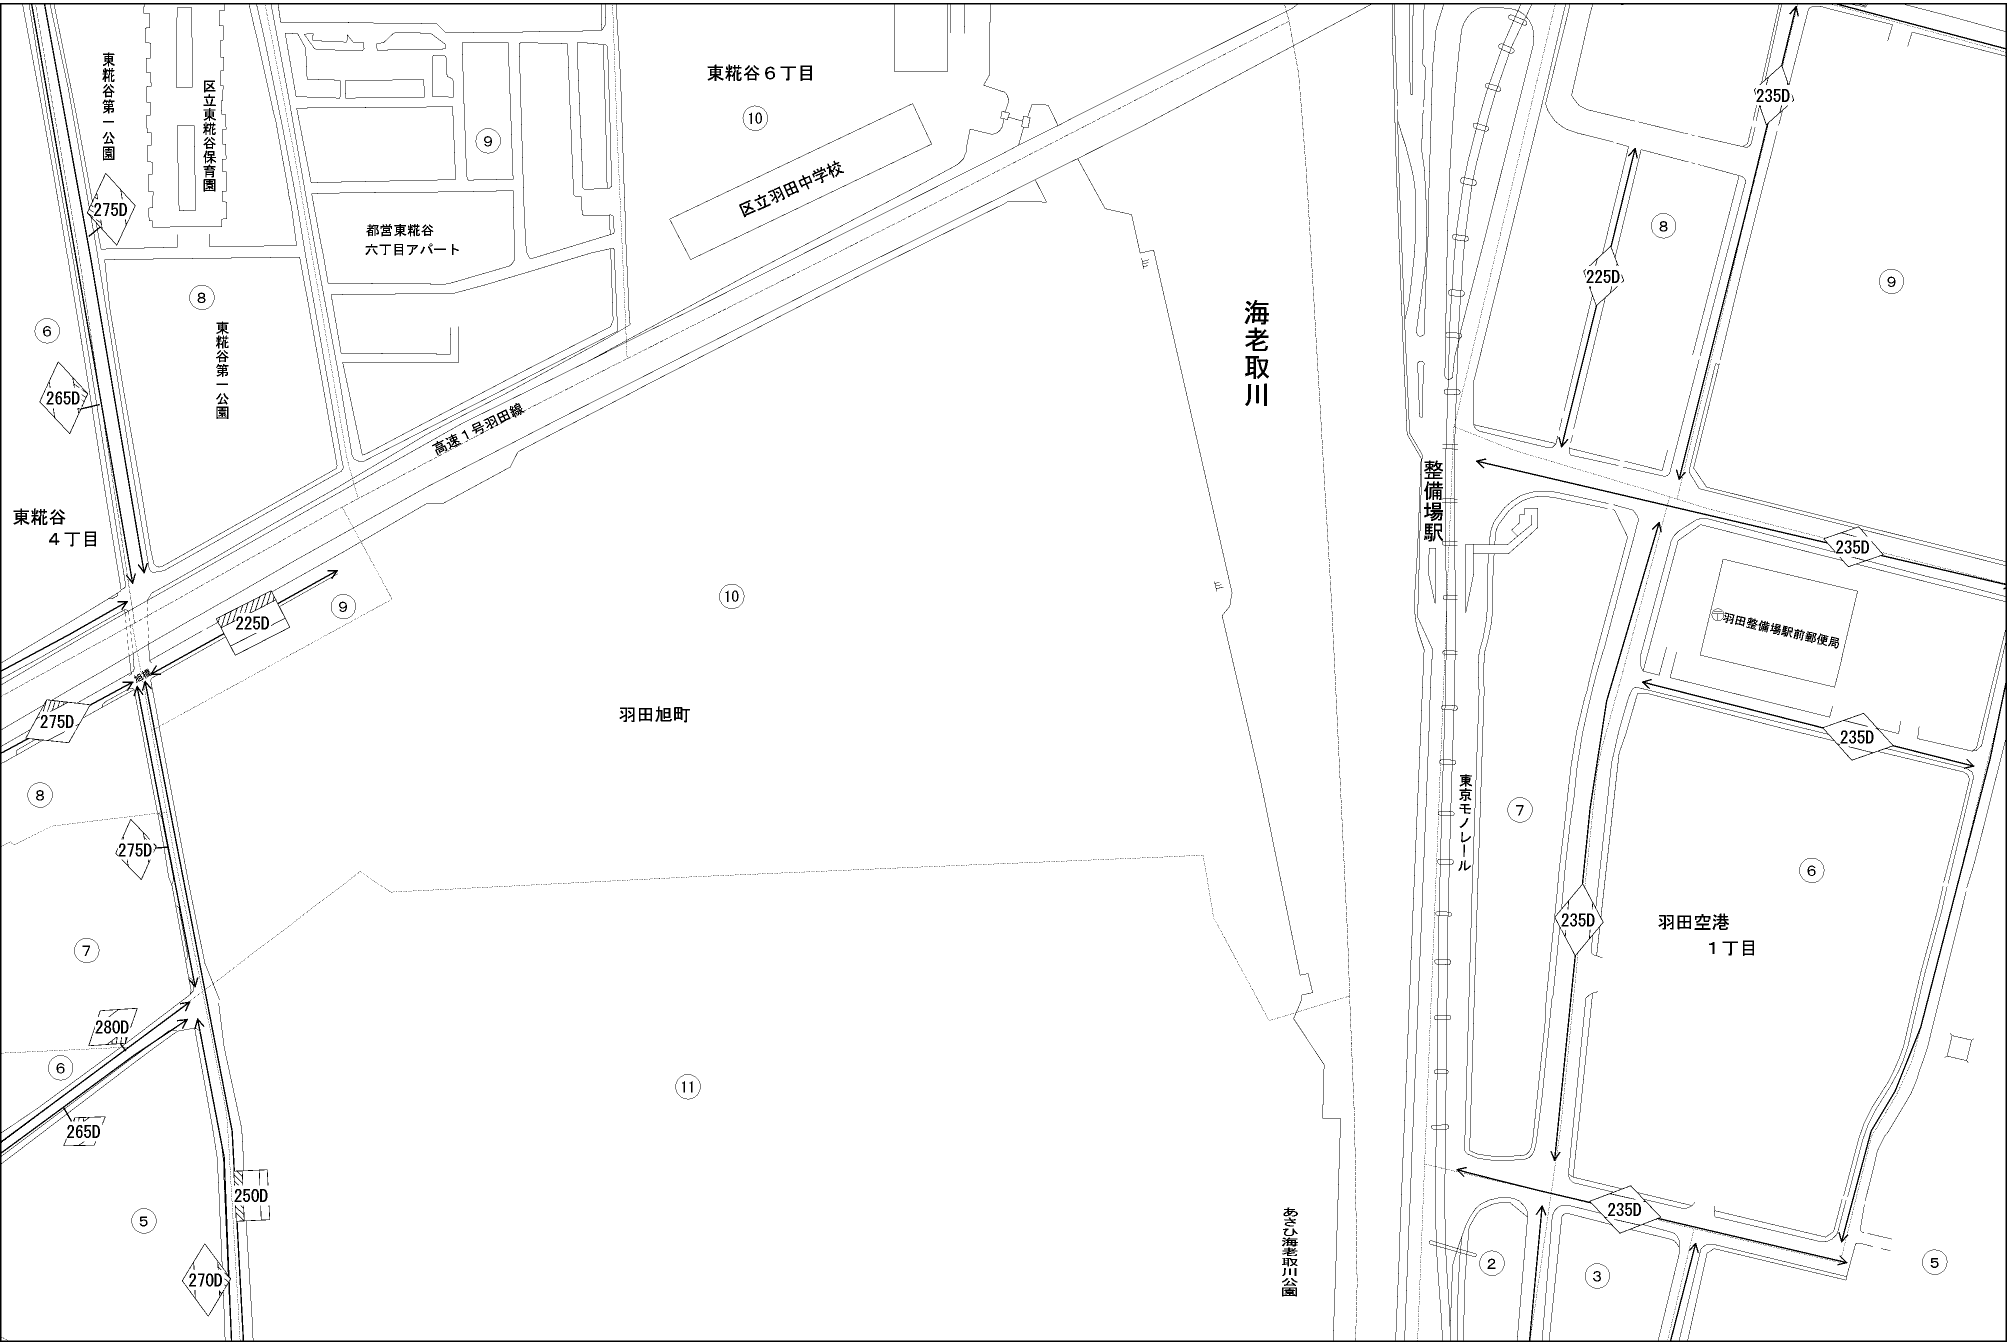 東糀谷第一公園
区立東糀谷保育園
東糀谷６丁目
10
9
区立羽田中学校
235D
275D
都営東糀谷
六丁目アパート
8
225D
8
9
6
東糀谷第一公園
海老取川
265D
高速１号羽田線
整備場駅
東糀谷
４丁目
235D
10
9
225D
羽田整備場駅前郵便局
旭橋
275D
羽田旭町
235D
8
東京モノレール
7
275D
6
235D
羽田空港
１丁目
7
280D
6
11
265D
250D
5
あさひ海老取川公園
235D
270D
2
3
5